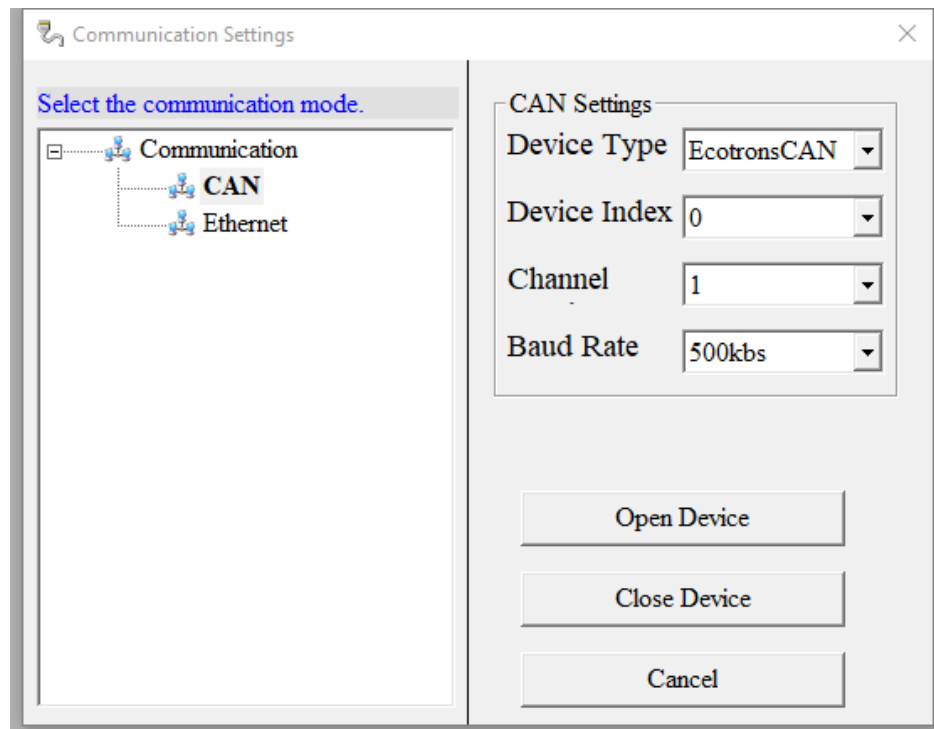 Communication Settings
Select the communication mode.
Communication
CAN
Ethernet
CAN Settings
Device Type EcotronsCAN
Device Index 0
Channel 1
Baud Rate 500kbs
Open Device
Close Device
Cancel